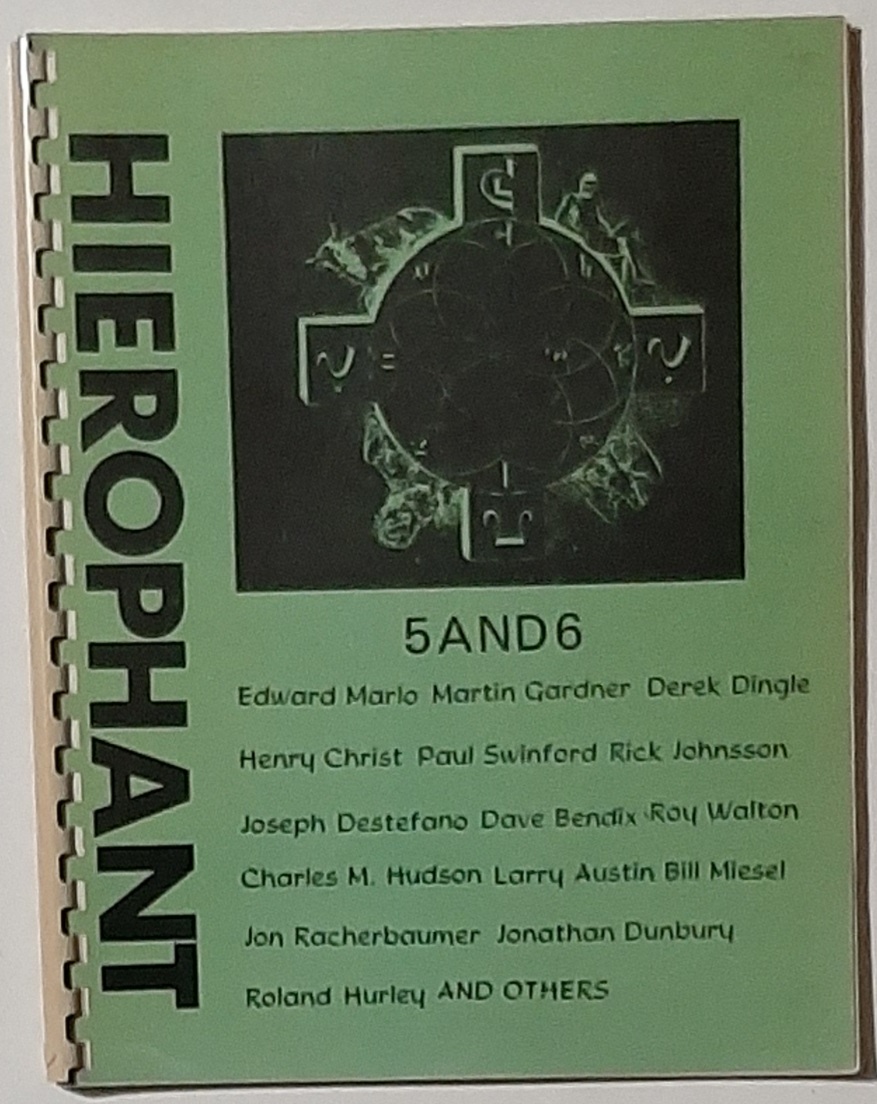 HIEROPHANT
5AND6
Edward Marlo Martin Gardner Derek Dingle
Henry Christ Paul Swinford Rick Johnsson
Joseph Destefano Dave Bendix Roy Walton
Charles M. Hudson Larry Austin Bill Miesel
Jon Racherbaumer Jonathan Dunbury
Roland Hurley AND OTHERS